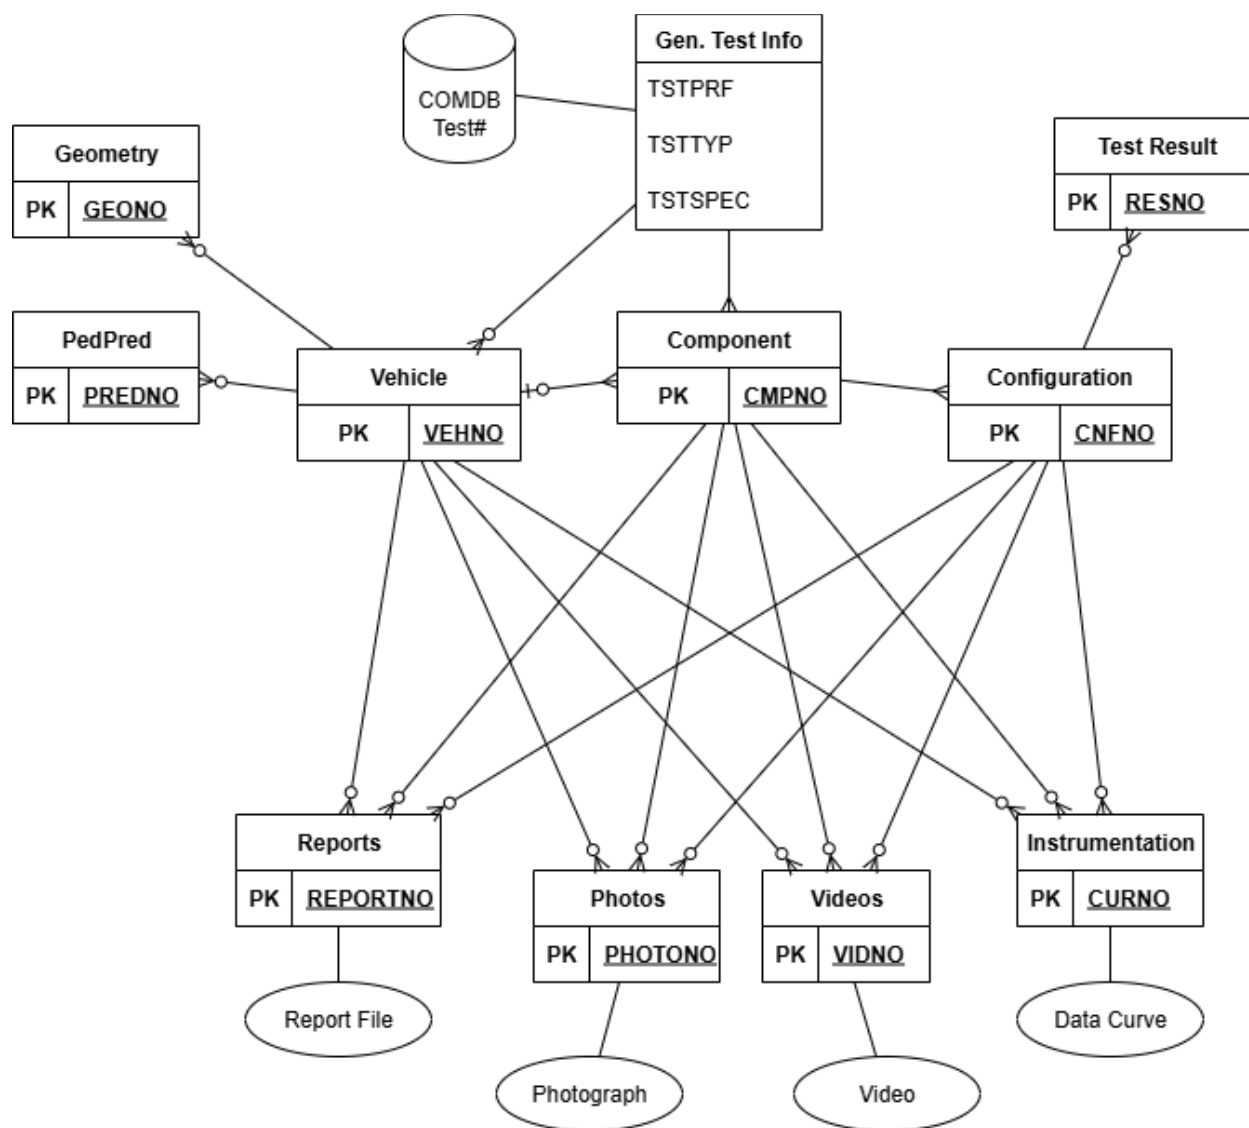 Gen. Test Info
TSTPRF
TSTTYP
TSTSPEC
COMDB
Test#
Geometry
PK GEONO
Test Result
PK RESNO
PedPred
PK PREDNO
Vehicle
PK VEHNO
Component
PK CMPNO
Configuration
PK CNFNO
Reports
PK REPORTNO
Photos
PK PHOTONO
Videos
PK VIDNO
Instrumentation
PK CURNO
Report File
Photograph
Video
Data Curve